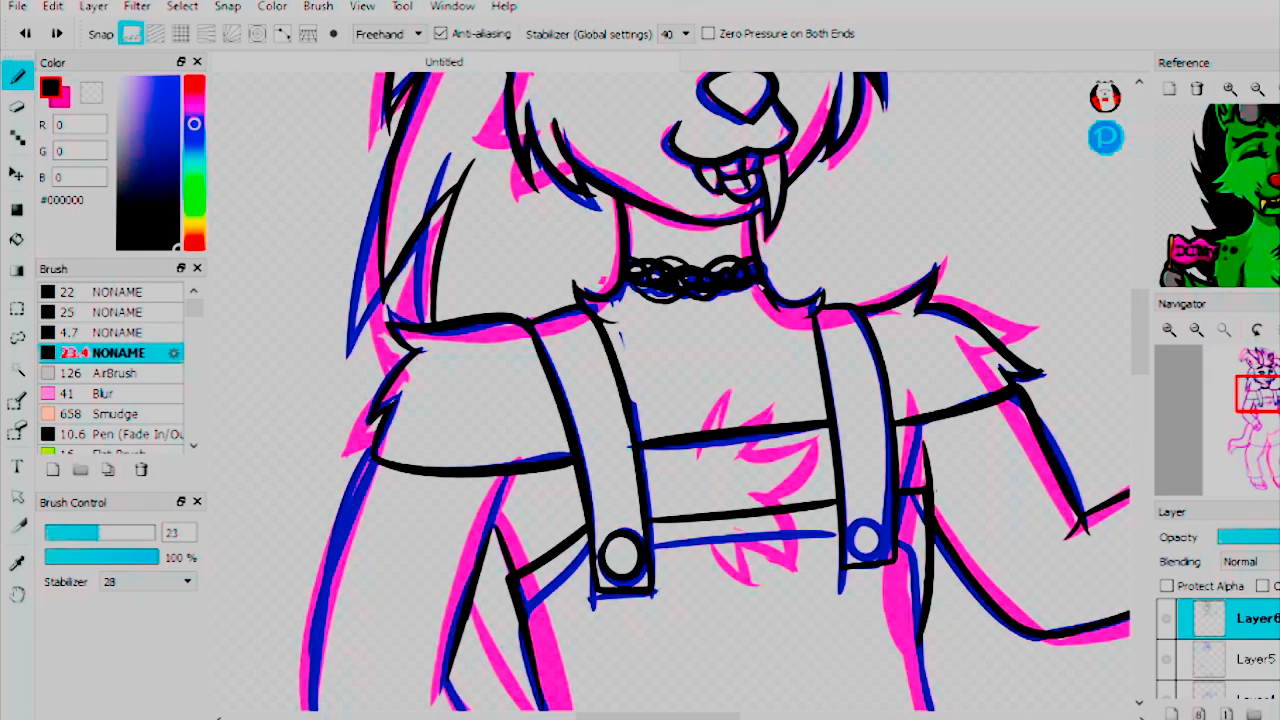 File Edit Layer Filter Select Snap Color Brush View Tool Window Help
Snap Freehand Anti-aliasing Stabilizer (Global settings) 40 Zero Pressure on Both Ends
Color Untitled Reference
R 0
G 0
B 0
#000000
Brush
22 NONAME
25 NONAME
4.7 NONAME
23.4 NONAME
126 AirBrush
41 Blur
658 Smudge
10.6 Pen (Fade In/Ou
Navigator
Brush Control
23
100 %
Stabilizer 28
Layer
Opacity
Blending Normal
Protect Alpha
Layer6
Layer5